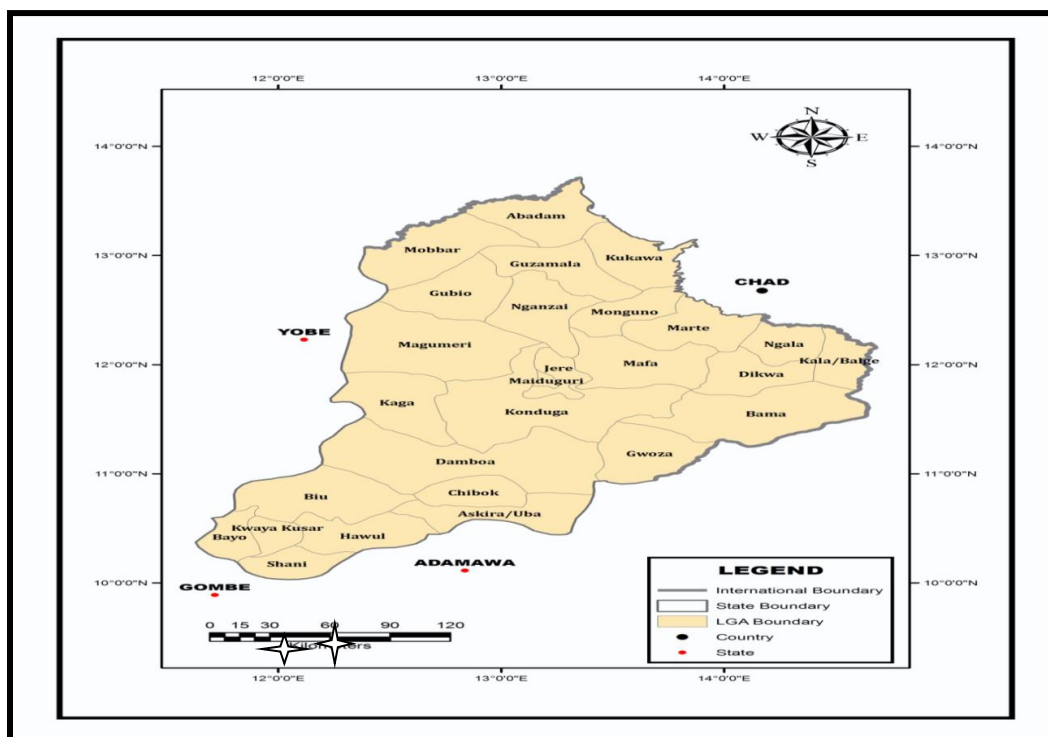 12°0'0"E 13°0'0"E 14°0'0"E
N
W E
S
14°0'0"N 14°0'0"N
Abadam
Mobbar
Kukawa
13°0'0"N 13°0'0"N
Guzamala
CHAD
Gubio
Nganzai
Monguno
YOBE
Marte
Magumeri
Ngala
Kala/Balge
12°0'0"N 12°0'0"N
Jere
Mafa
Dikwa
Maiduguri
Kaga
Konduga
Bama
Gwoza
Damboa
11°0'0"N 11°0'0"N
Chibok
Biu
Askira/Uba
Kwaya Kusar
Bayo
Hawul
Shani
ADAMAWA
GOMBE
10°0'0"N 10°0'0"N
LEGEND
International Boundary
State Boundary
LGA Boundary
Country
State
0 15 30 60 90 120
12°0'0"E 13°0'0"E 14°0'0"E